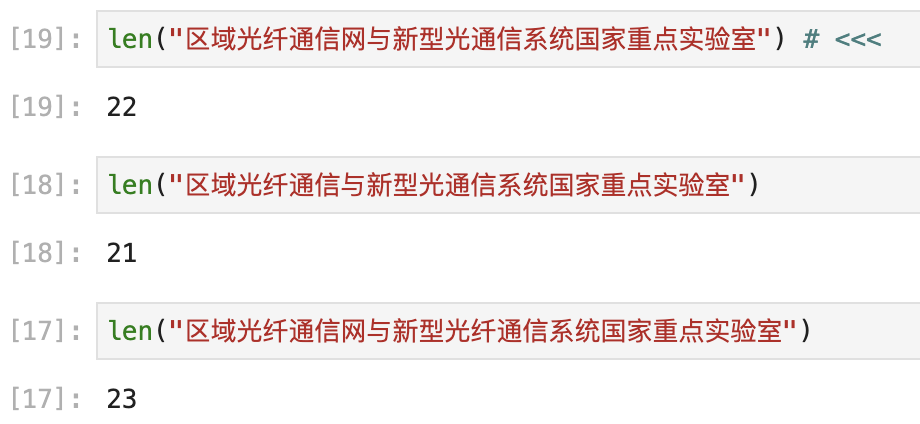 [19]: len("区域光纤通信网与新型光通信系统国家重点实验室") # <<<
[19]: 22
[18]: len("区域光纤通信与新型光通信系统国家重点实验室")
[18]: 21
[17]: len("区域光纤通信网与新型光纤通信系统国家重点实验室")
[17]: 23